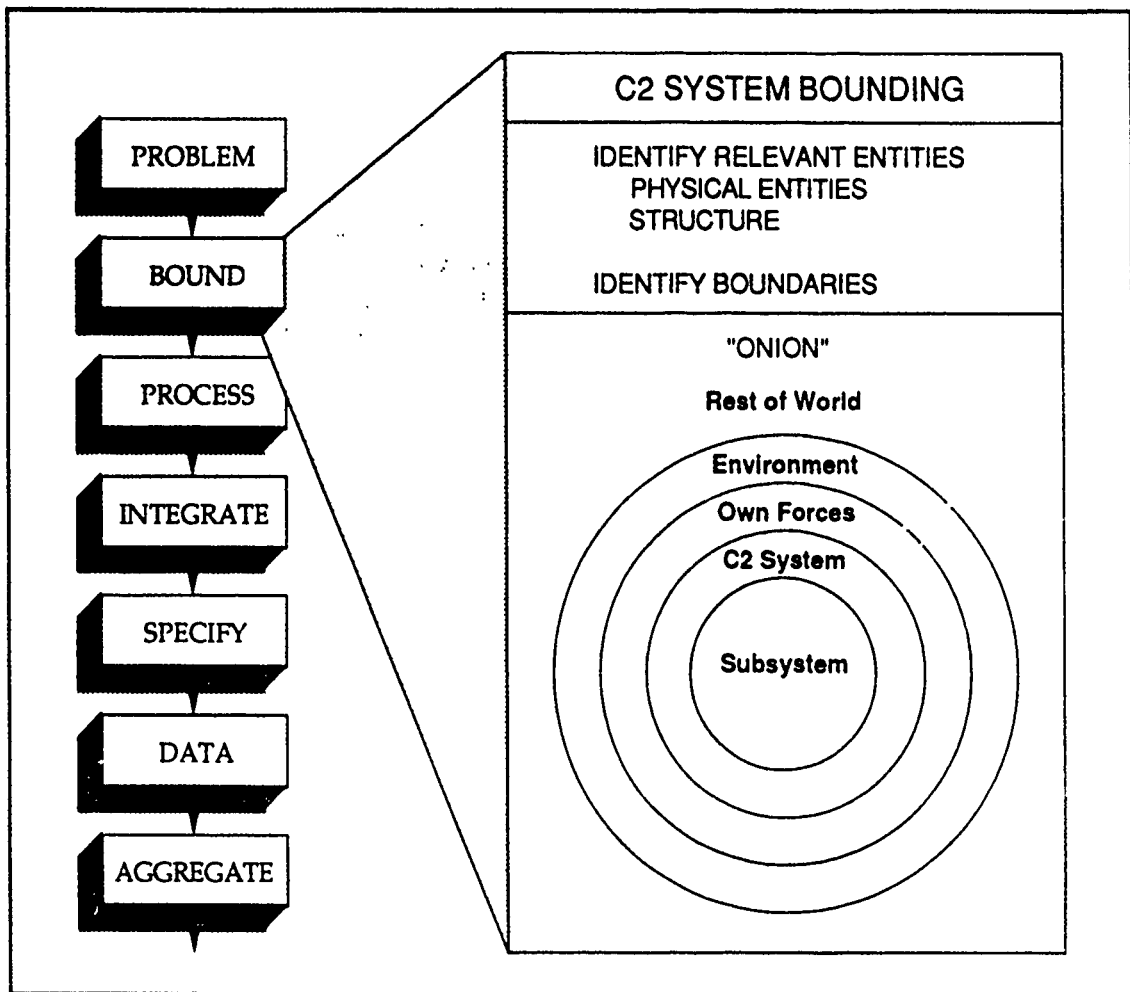 PROBLEM
BOUND
PROCESS
INTEGRATE
SPECIFY
DATA
AGGREGATE
C2 SYSTEM BOUNDING
IDENTIFY RELEVANT ENTITIES
PHYSICAL ENTITIES
STRUCTURE
IDENTIFY BOUNDARIES
"ONION"
Rest of World
Environment
Own Forces
C2 System
Subsystem